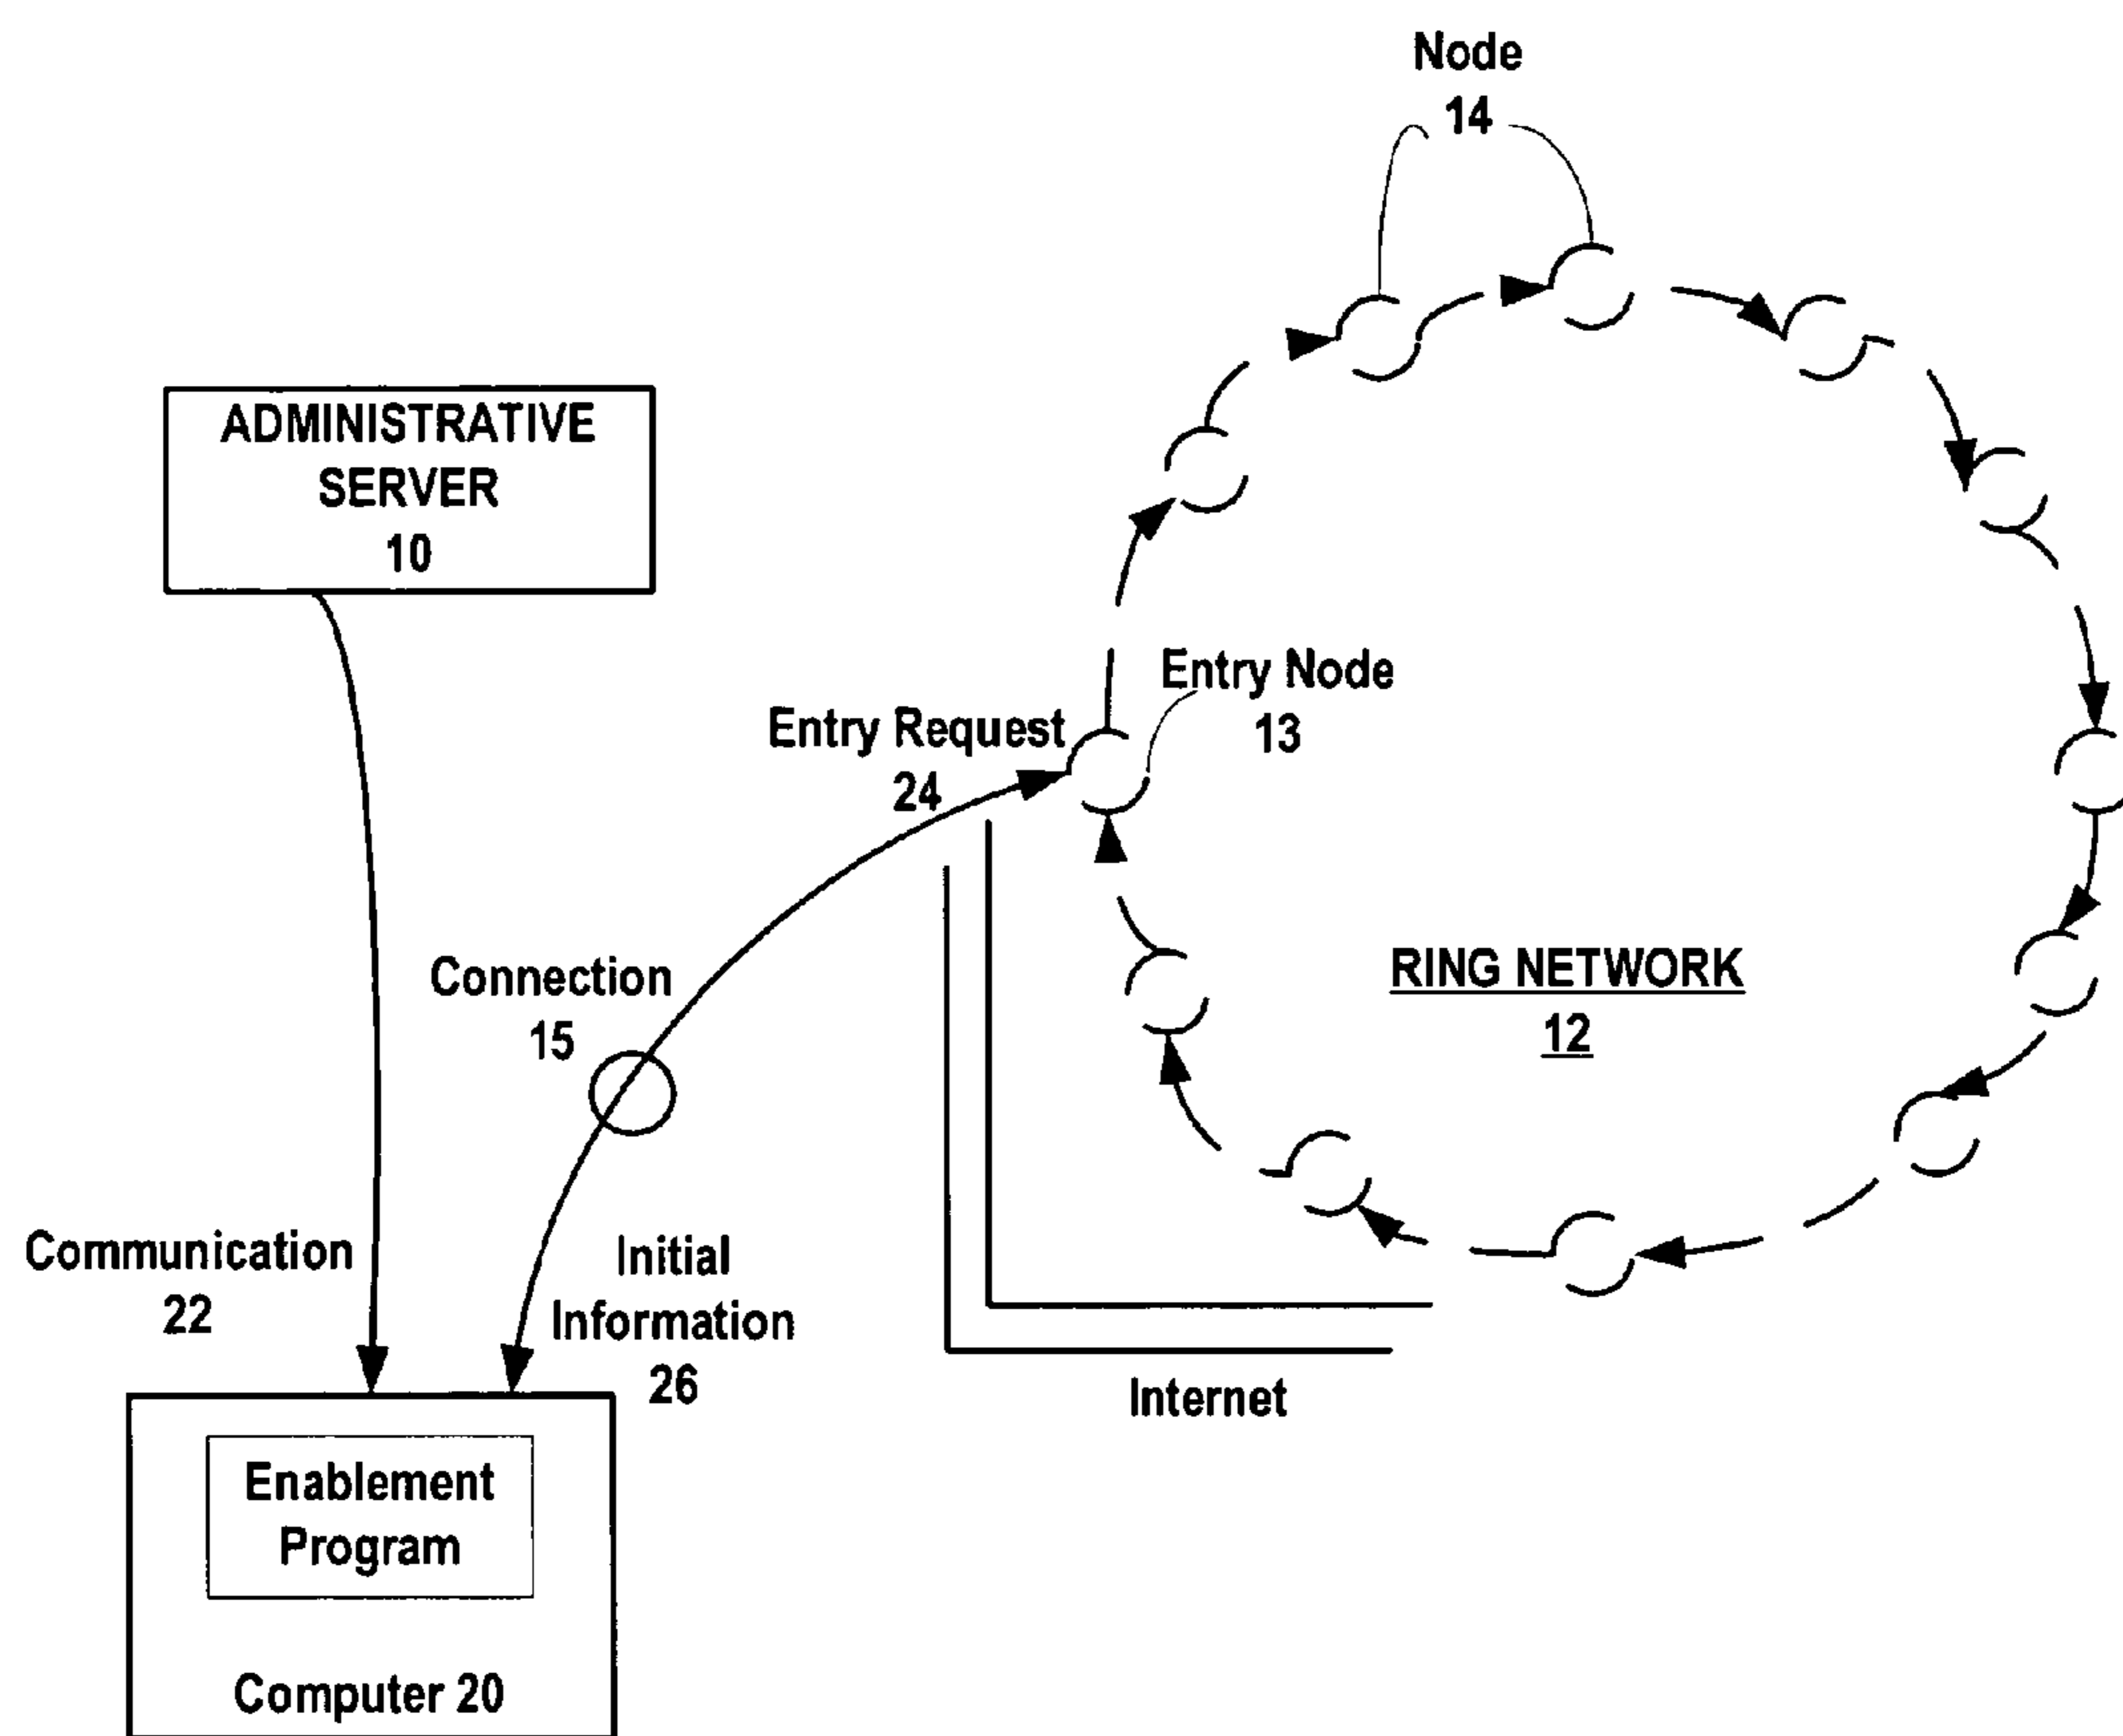 Node
14
ADMINISTRATIVE
SERVER
10
Entry Node
13
Entry Request
24
Connection
15
RING NETWORK
12
Communication
22
Initial
Information
26
Internet
Enablement
Program
Computer 20